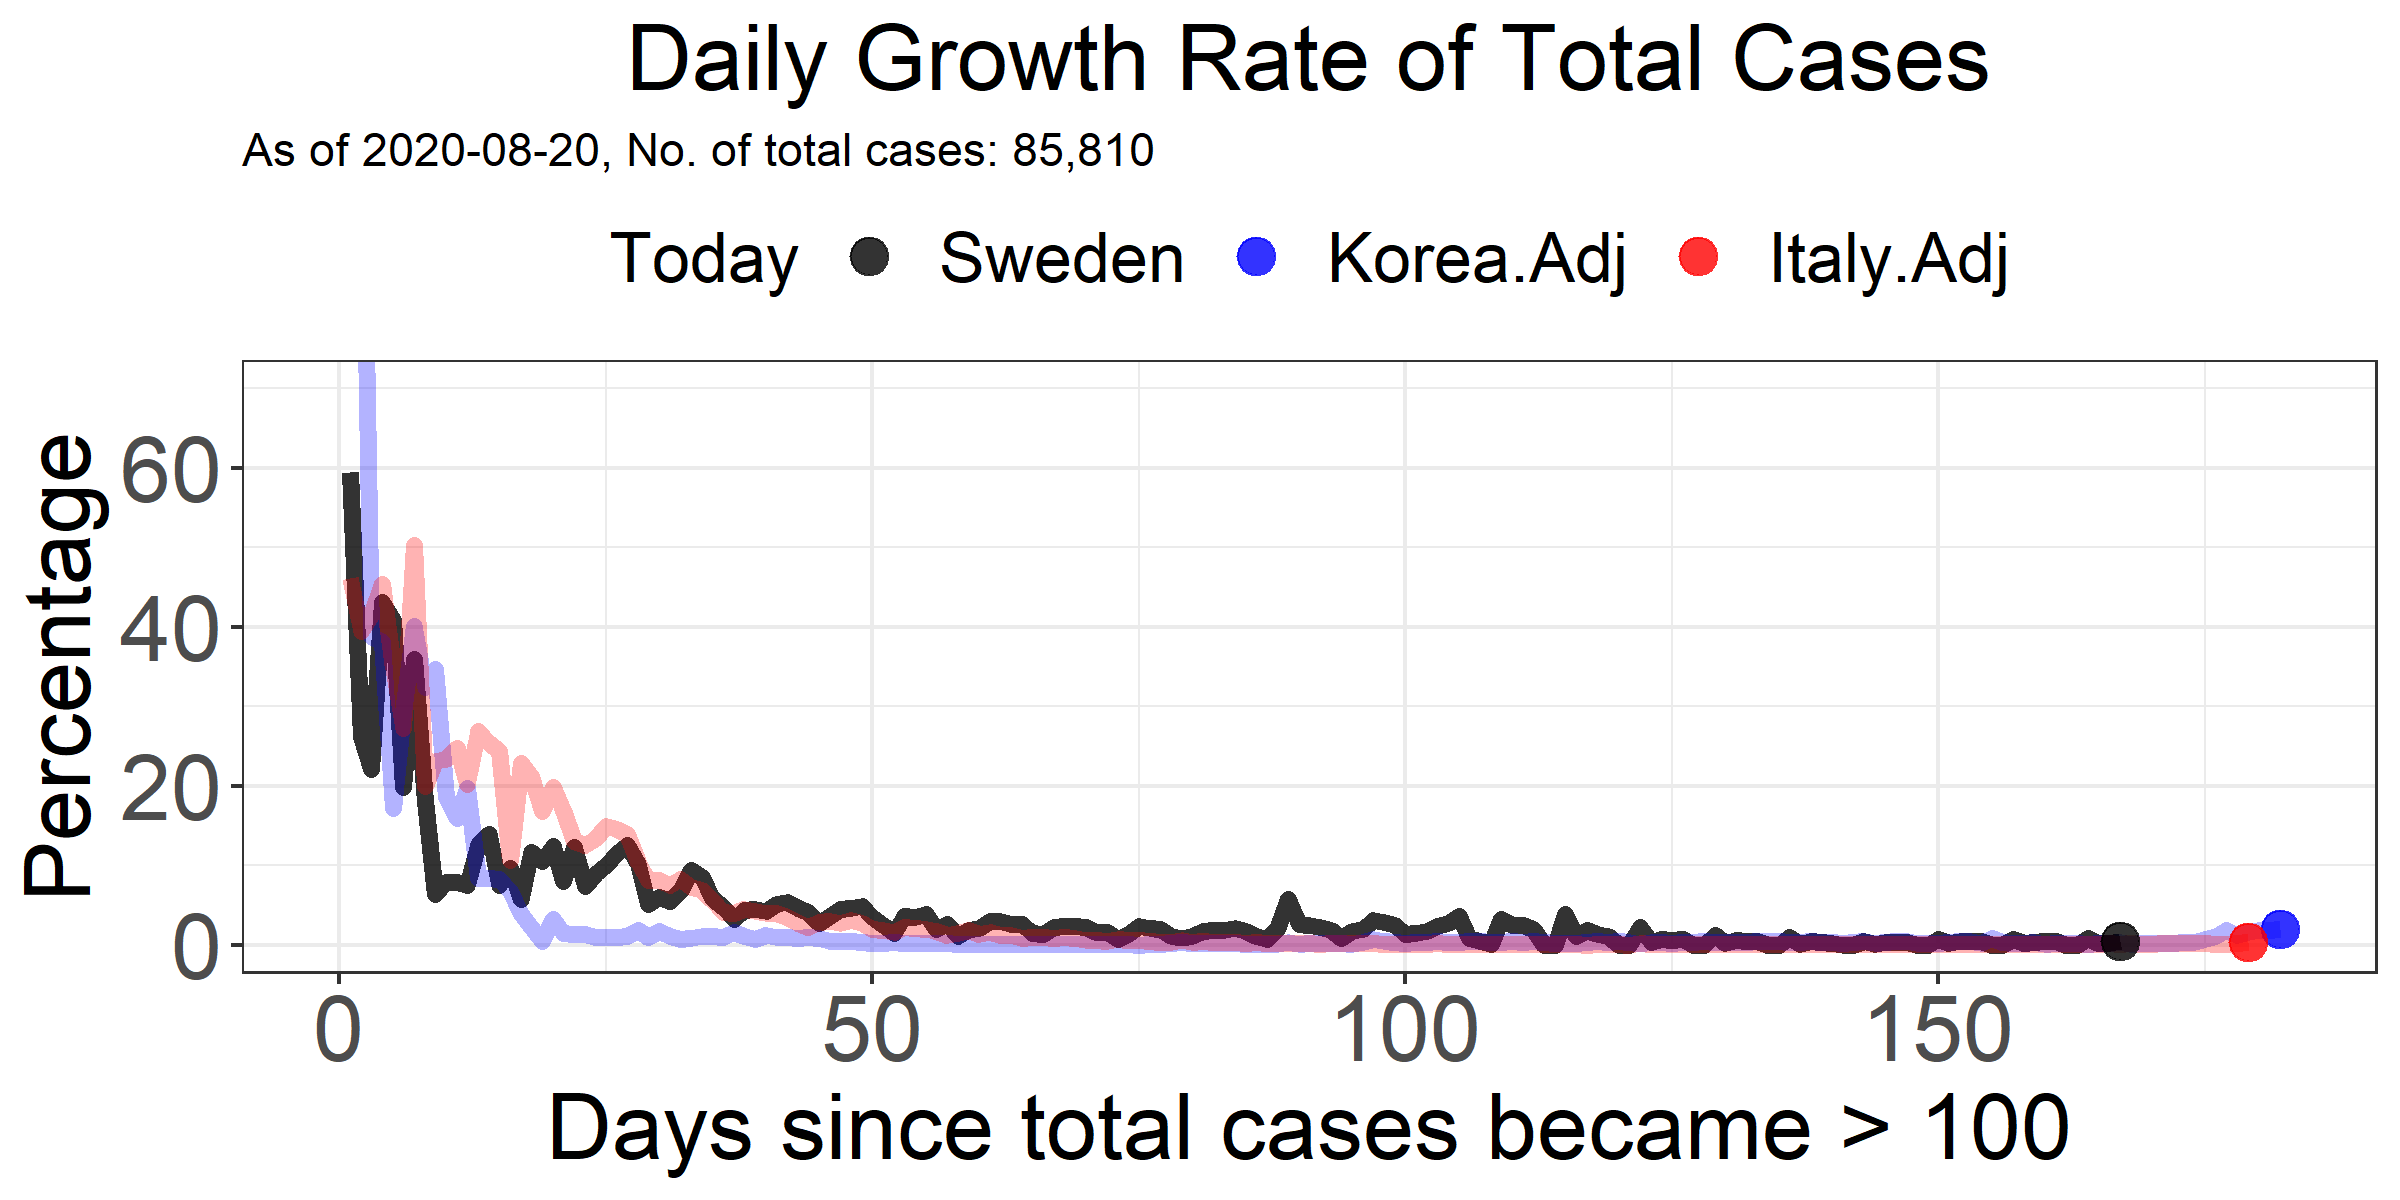 Daily Growth Rate of Total Cases
As of 2020-08-20, No. of total cases: 85,810
Today Sweden Korea.Adj Italy.Adj
Percentage
60
40
20
0
0 50 100 150
Days since total cases became > 100